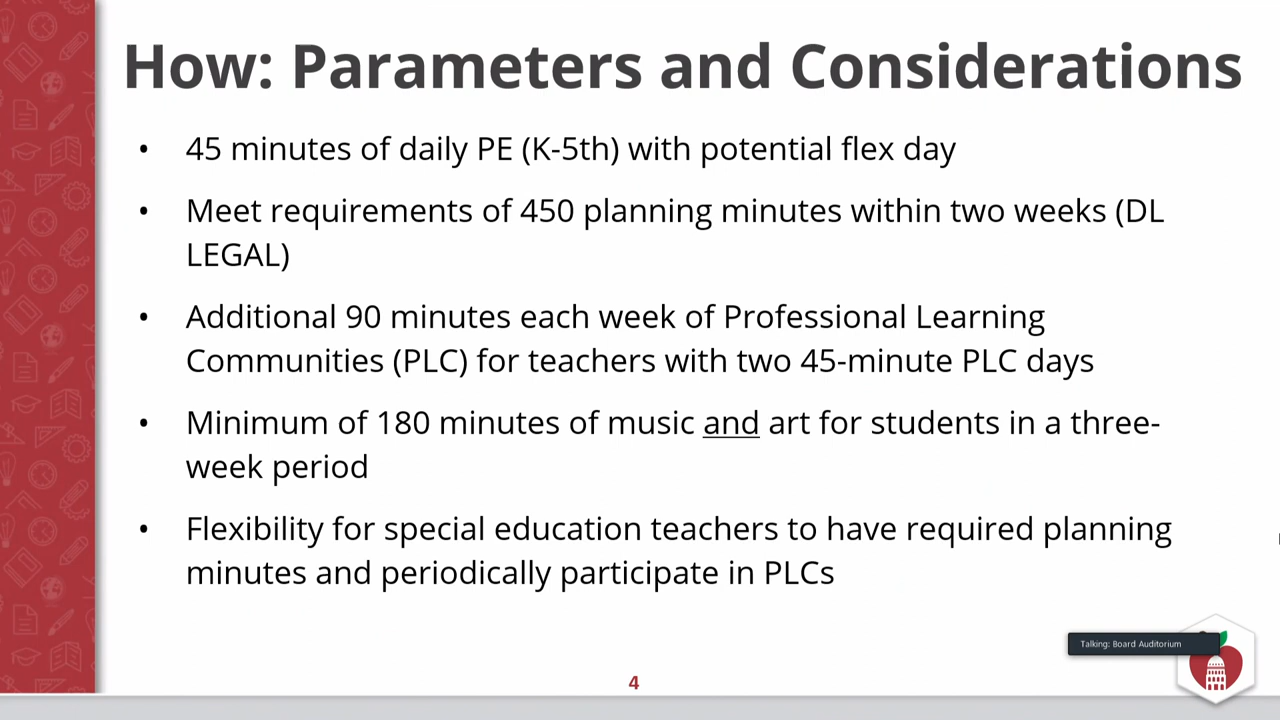 How: Parameters and Considerations
• 45 minutes of daily PE (K-5th) with potential flex day
• Meet requirements of 450 planning minutes within two weeks (DL
LEGAL)
• Additional 90 minutes each week of Professional Learning
Communities (PLC) for teachers with two 45-minute PLC days
• Minimum of 180 minutes of music and art for students in a three-
week period
• Flexibility for special education teachers to have required planning
minutes and periodically participate in PLCs
Talking: Board Auditorium
4